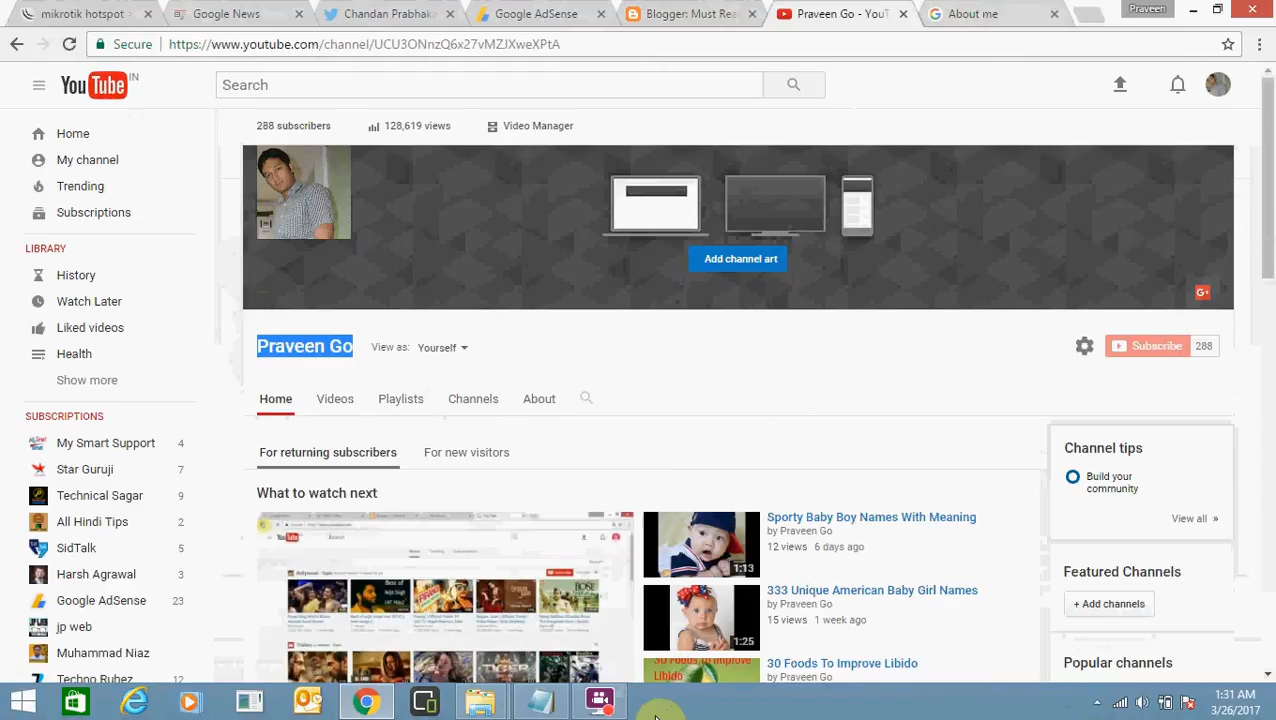 mikrotik hotspot
Google News
Chandan Prabhaka
Google AdSense
Blogger: Must Rea
Praveen Go - YouT
About me
Praveen
Secure
https://www.youtube.com/channel/UCU3ONnzQ6x27vMZJXweXPtA
YouTube IN
Search
288 subscribers
128,619 views
Video Manager
Home
My channel
Trending
Subscriptions
LIBRARY
History
Watch Later
Liked videos
Health
Show more
SUBSCRIPTIONS
My Smart Support 4
Star Guruji 7
Technical Sagar 9
All Hindi Tips 2
SidTalk 5
Harsh Agrawal 3
Google AdSense 23
jp web
Muhammad Niaz
Add channel art
G+
Praveen Go
View as: Yourself
Subscribe 288
Home Videos Playlists Channels About
For returning subscribers
For new visitors
What to watch next
Sporty Baby Boy Names With Meaning
by Praveen Go
12 views 6 days ago
1:13
333 Unique American Baby Girl Names
by Praveen Go
15 views 1 week ago
1:25
30 Foods To Improve Libido
by Praveen Go
30 Foods To Improve
Libido
Channel tips
Build your
community
View all »
Featured Channels
+ Add channels
Popular channels
1:31 AM
3/26/2017